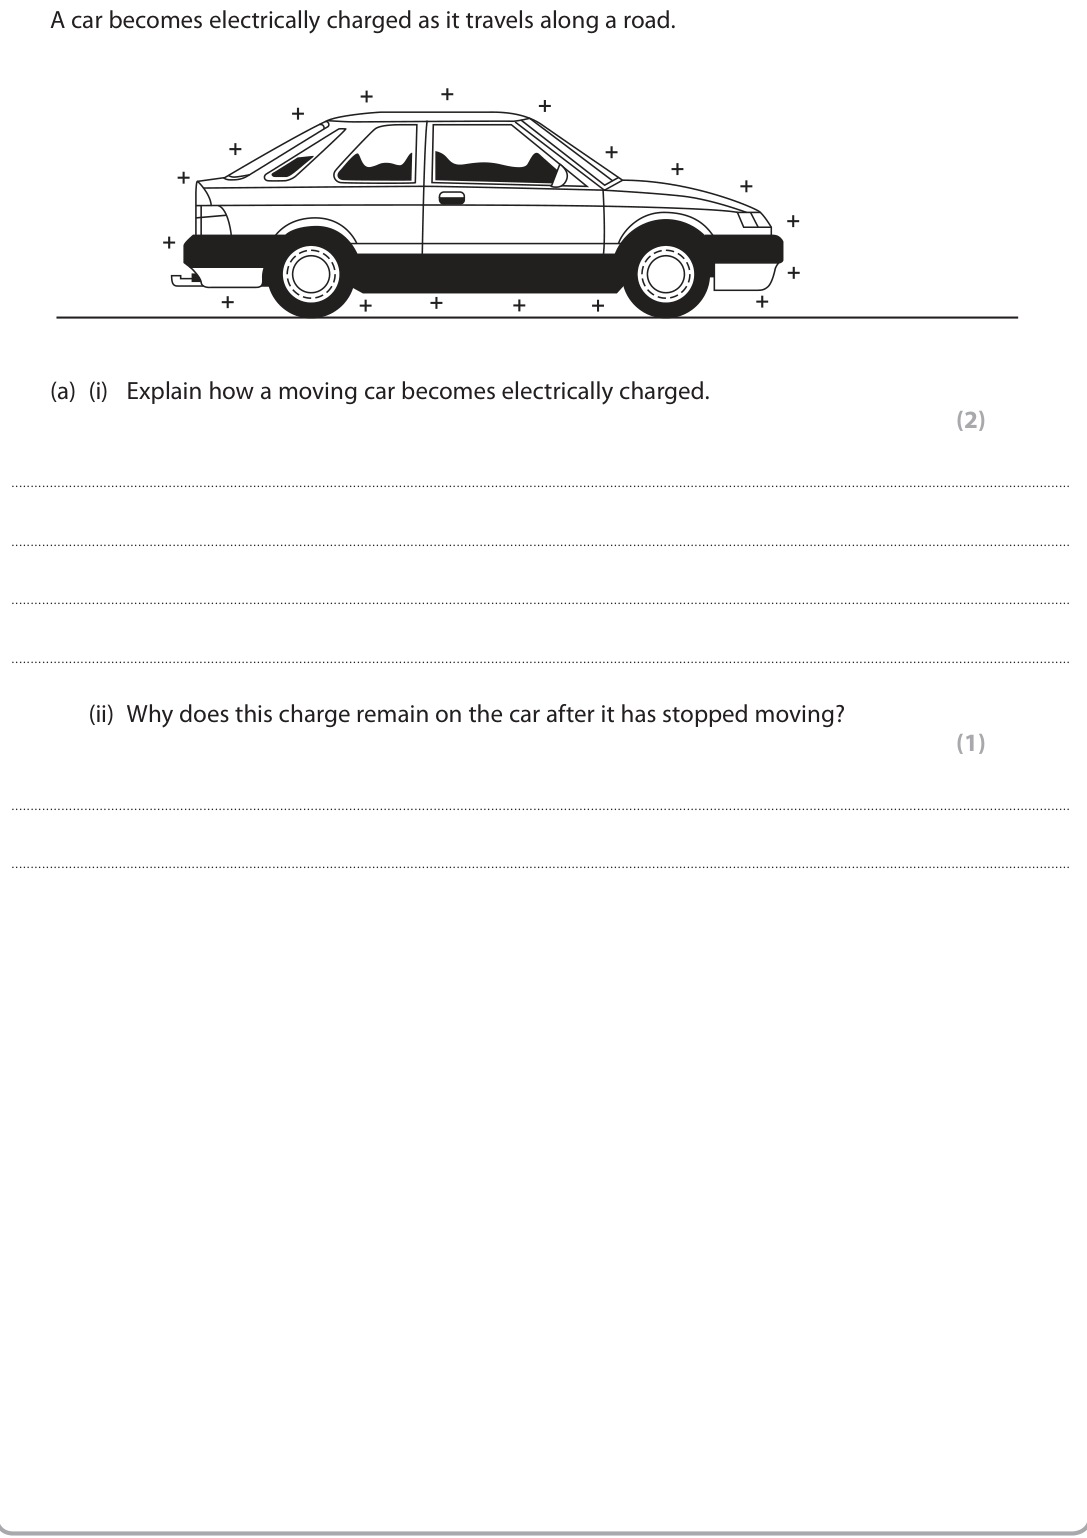 A car becomes electrically charged as it travels along a road.
+ + + + + + + + + + + + + + + + + + + +
(a) (i) Explain how a moving car becomes electrically charged.
(2)
(ii) Why does this charge remain on the car after it has stopped moving?
(1)